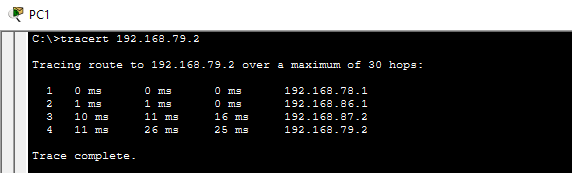 PC1
C:\>tracert 192.168.79.2
Tracing route to 192.168.79.2 over a maximum of 30 hops:
1 0 ms 0 ms 0 ms 192.168.78.1
2 1 ms 1 ms 0 ms 192.168.86.1
3 10 ms 11 ms 16 ms 192.168.87.2
4 11 ms 26 ms 25 ms 192.168.79.2
Trace complete.